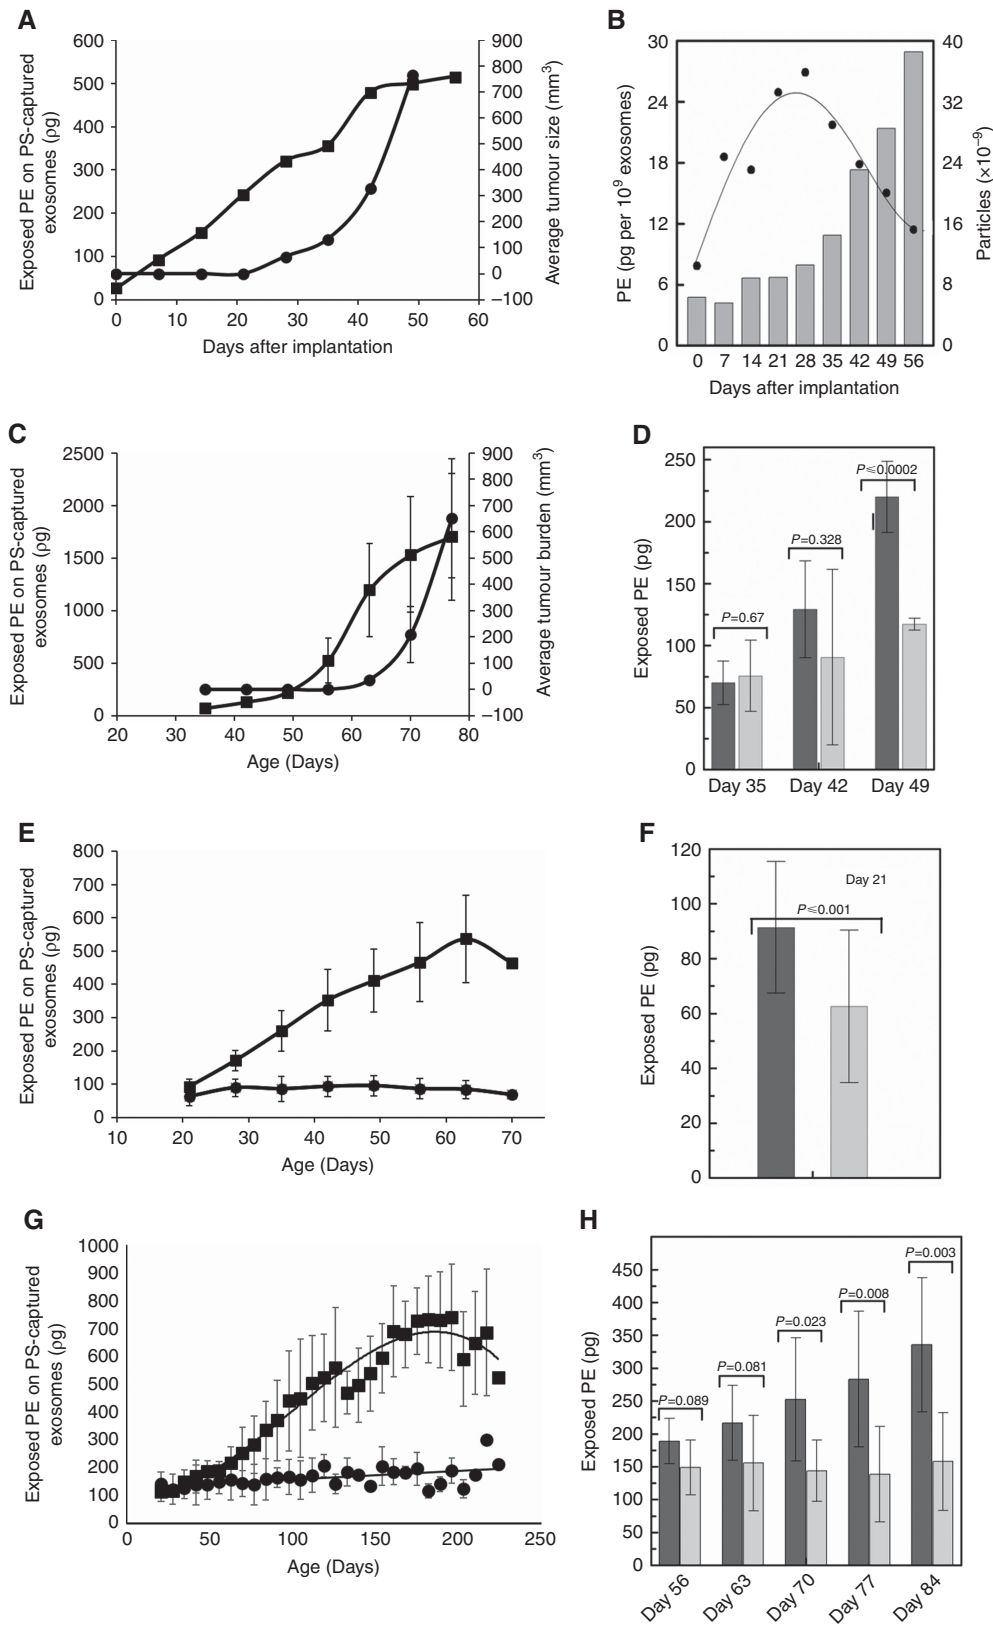 A
Exposed PE on PS-captured
exosomes (ρg)
600
500
400
300
200
100
0
900
800
700
600
500
400
300
200
100
0
–100
Average tumour size (mm³)
0 10 20 30 40 50 60
Days after implantation
B
PE (pg per 10⁹ exosomes)
30
24
18
12
6
0
40
32
24
16
8
0
Particles (×10⁻⁹)
0 7 14 21 28 35 42 49 56
Days after implantation
C
Exposed PE on PS-captured
exosomes (ρg)
2500
2000
1500
1000
500
0
900
800
700
600
500
400
300
200
100
0
–100
Average tumour burden (mm³)
20 30 40 50 60 70 80
Age (Days)
D
Exposed PE (pg)
250
200
150
100
50
0
P=0.67
P=0.328
P≤0.0002
Day 35 Day 42 Day 49
E
Exposed PE on PS-captured
exosomes (ρg)
800
700
600
500
400
300
200
100
0
10 20 30 40 50 60 70
Age (Days)
F
Exposed PE (pg)
120
100
80
60
40
20
0
Day 21
P≤0.001
G
Exposed PE on PS-captured
exosomes (ρg)
1000
900
800
700
600
500
400
300
200
100
0
0 50 100 150 200 250
Age (Days)
H
Exposed PE (pg)
450
400
350
300
250
200
150
100
50
0
P=0.089
P=0.081
P=0.023
P=0.008
P=0.003
Day 56 Day 63 Day 70 Day 77 Day 84